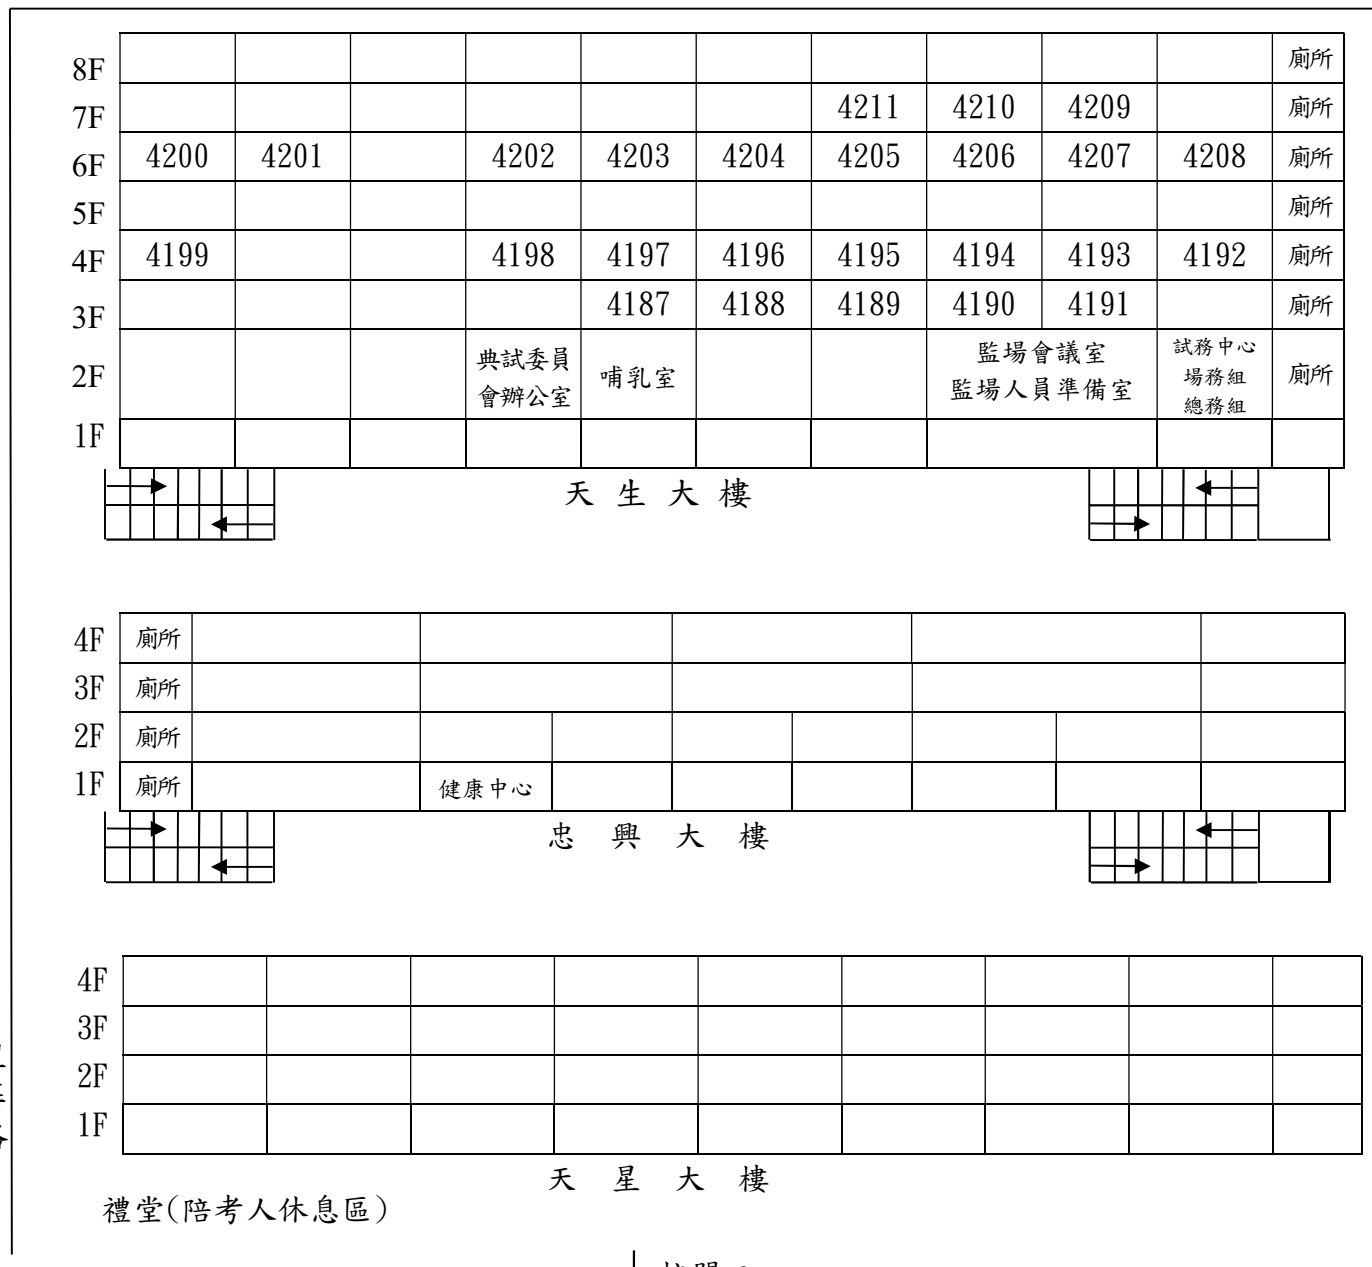 8F 廁所
7F 4211 4210 4209 廁所
6F 4200 4201 4202 4203 4204 4205 4206 4207 4208 廁所
5F 廁所
4F 4199 4198 4197 4196 4195 4194 4193 4192 廁所
3F 4187 4188 4189 4190 4191 廁所
2F 典試委員會辦公室 哺乳室 監場會議室 監場人員準備室 試務中心 場務組 總務組 廁所
1F
天生大樓
4F 廁所
3F 廁所
2F 廁所
1F 廁所 健康中心
忠興大樓
4F
3F
2F
1F
天星大樓
禮堂(陪考人休息區)